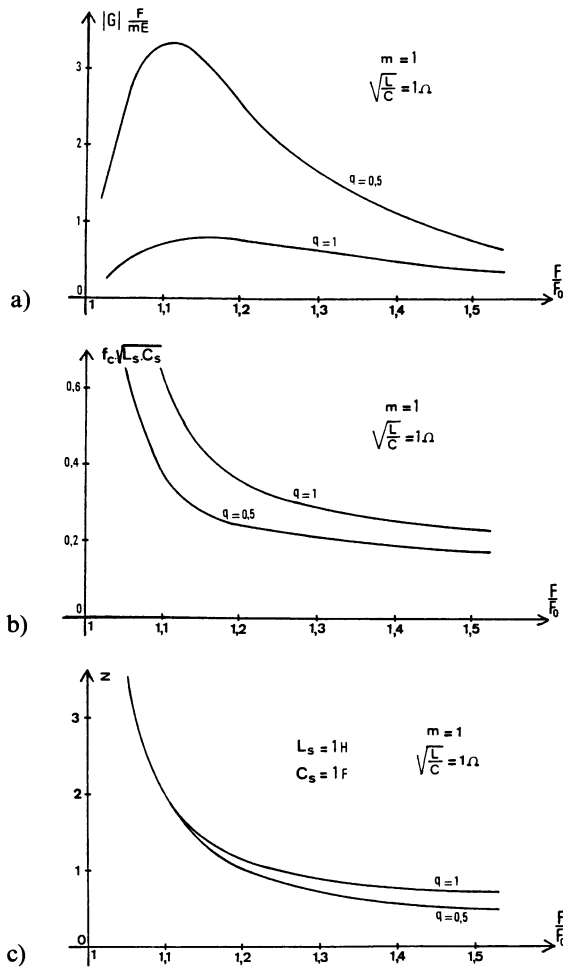 |G| F/mE
m = 1
√L/C = 1Ω
3
2
1
0
q = 0,5
q = 1
1 1,1 1,2 1,3 1,4 1,5
F/F₀
a)
f꜀.√Lₛ.Cₛ
m = 1
√L/C = 1Ω
0,6
0,4
0,2
0
q = 1
q = 0,5
1 1,1 1,2 1,3 1,4 1,5
F/F₀
b)
z
Lₛ = 1H
Cₛ = 1F
m = 1
√L/C = 1Ω
3
2
1
0
q = 1
q = 0,5
1 1,1 1,2 1,3 1,4 1,5
F/F₀
c)